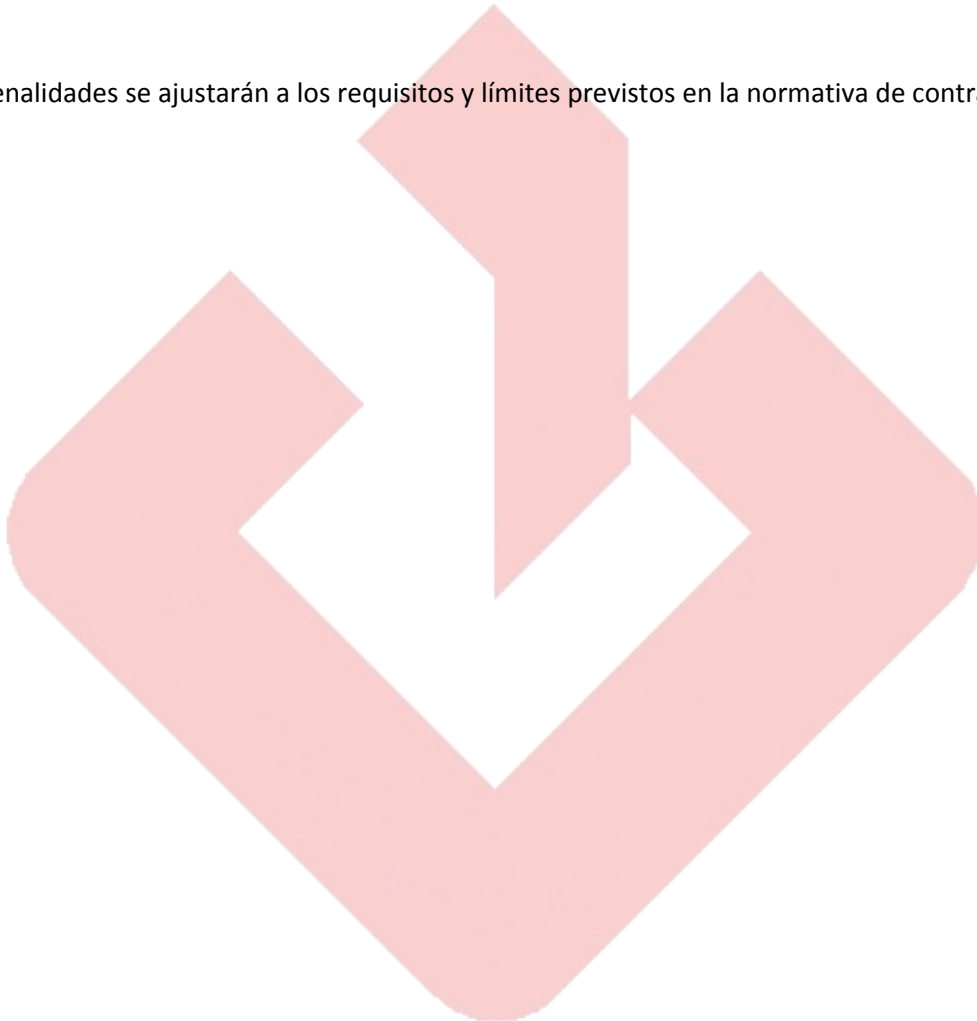 enalidades se ajustarán a los requisitos y límites previstos en la normativa de contra